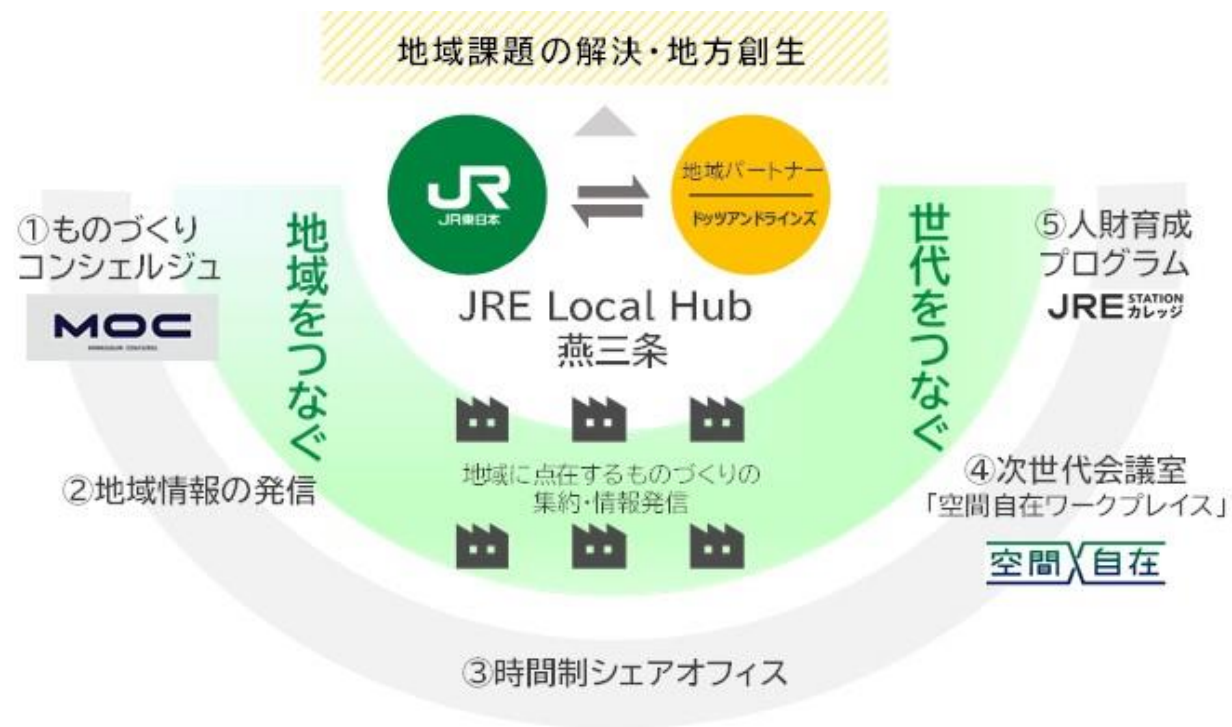 地域課題の解決・地方創生
JR
JR東日本
地域パートナー
ドッツアンドラインズ
JRE Local Hub
燕三条
①ものづくり
コンシェルジュ
MOC
地域をつなぐ
②地域情報の発信
地域に点在するものづくりの
集約・情報発信
③時間制シェアオフィス
世代をつなぐ
④次世代会議室
「空間自在ワークプレイス」
空間 自在
⑤人財育成
プログラム
JRE STATION カレッジ